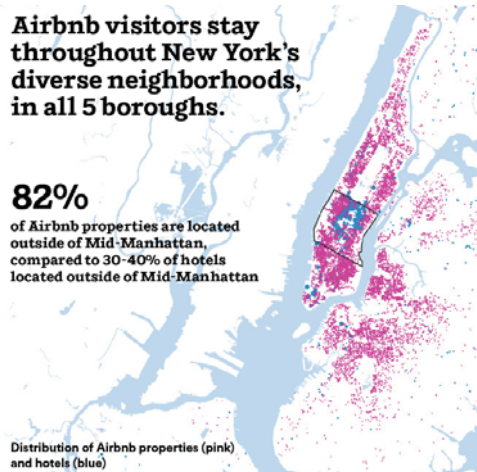 Airbnb visitors stay
throughout New York's
diverse neighborhoods,
in all 5 boroughs.
82%
of Airbnb properties are located
outside of Mid-Manhattan,
compared to 30-40% of hotels
located outside of Mid-Manhattan
Distribution of Airbnb properties (pink)
and hotels (blue)